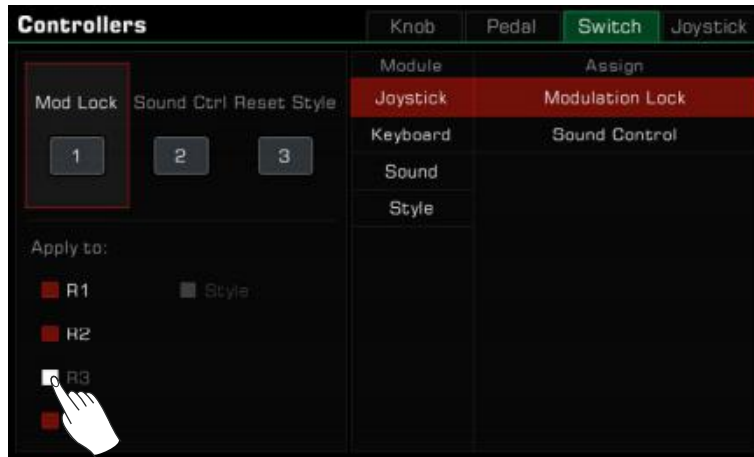 Controllers
Knob Pedal Switch Joystick
Module Assign
Mod Lock Sound Ctrl Reset Style
1 2 3
Joystick Modulation Lock
Keyboard Sound Control
Sound
Style
Apply to:
R1 Style
R2
R3